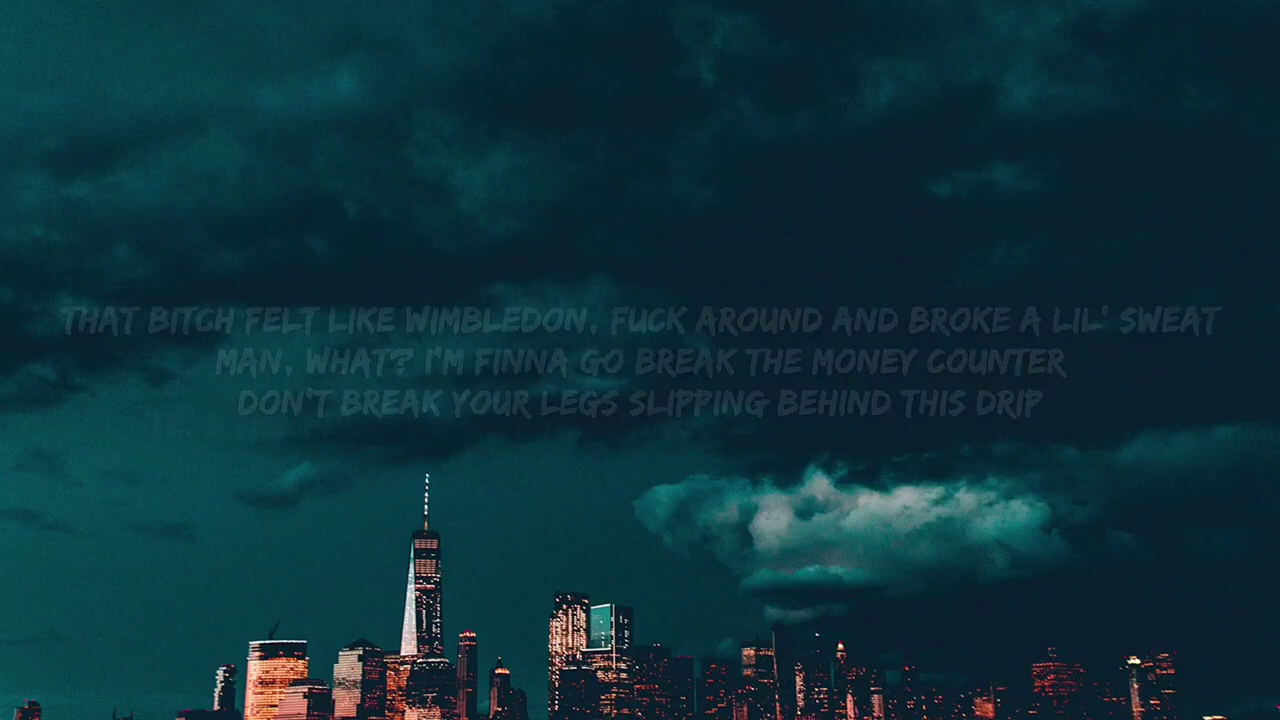 THAT BITCH FELT LIKE WIMBLEDON, FUCK AROUND AND BROKE A LIL' SWEAT
MAN, WHAT? I'M FINNA GO BREAK THE MONEY COUNTER
DON'T BREAK YOUR LEGS SLIPPING BEHIND THIS DRIP